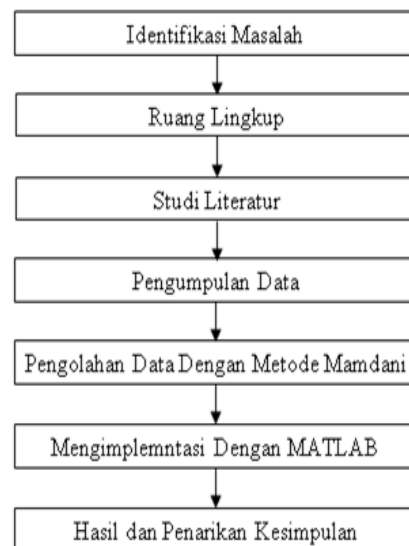 Identifikasi Masalah
Ruang Lingkup
Studi Literatur
Pengumpulan Data
Pengolahan Data Dengan Metode Mamdani
Mengimplemntasi Dengan MATLAB
Hasil dan Penarikan Kesimpulan